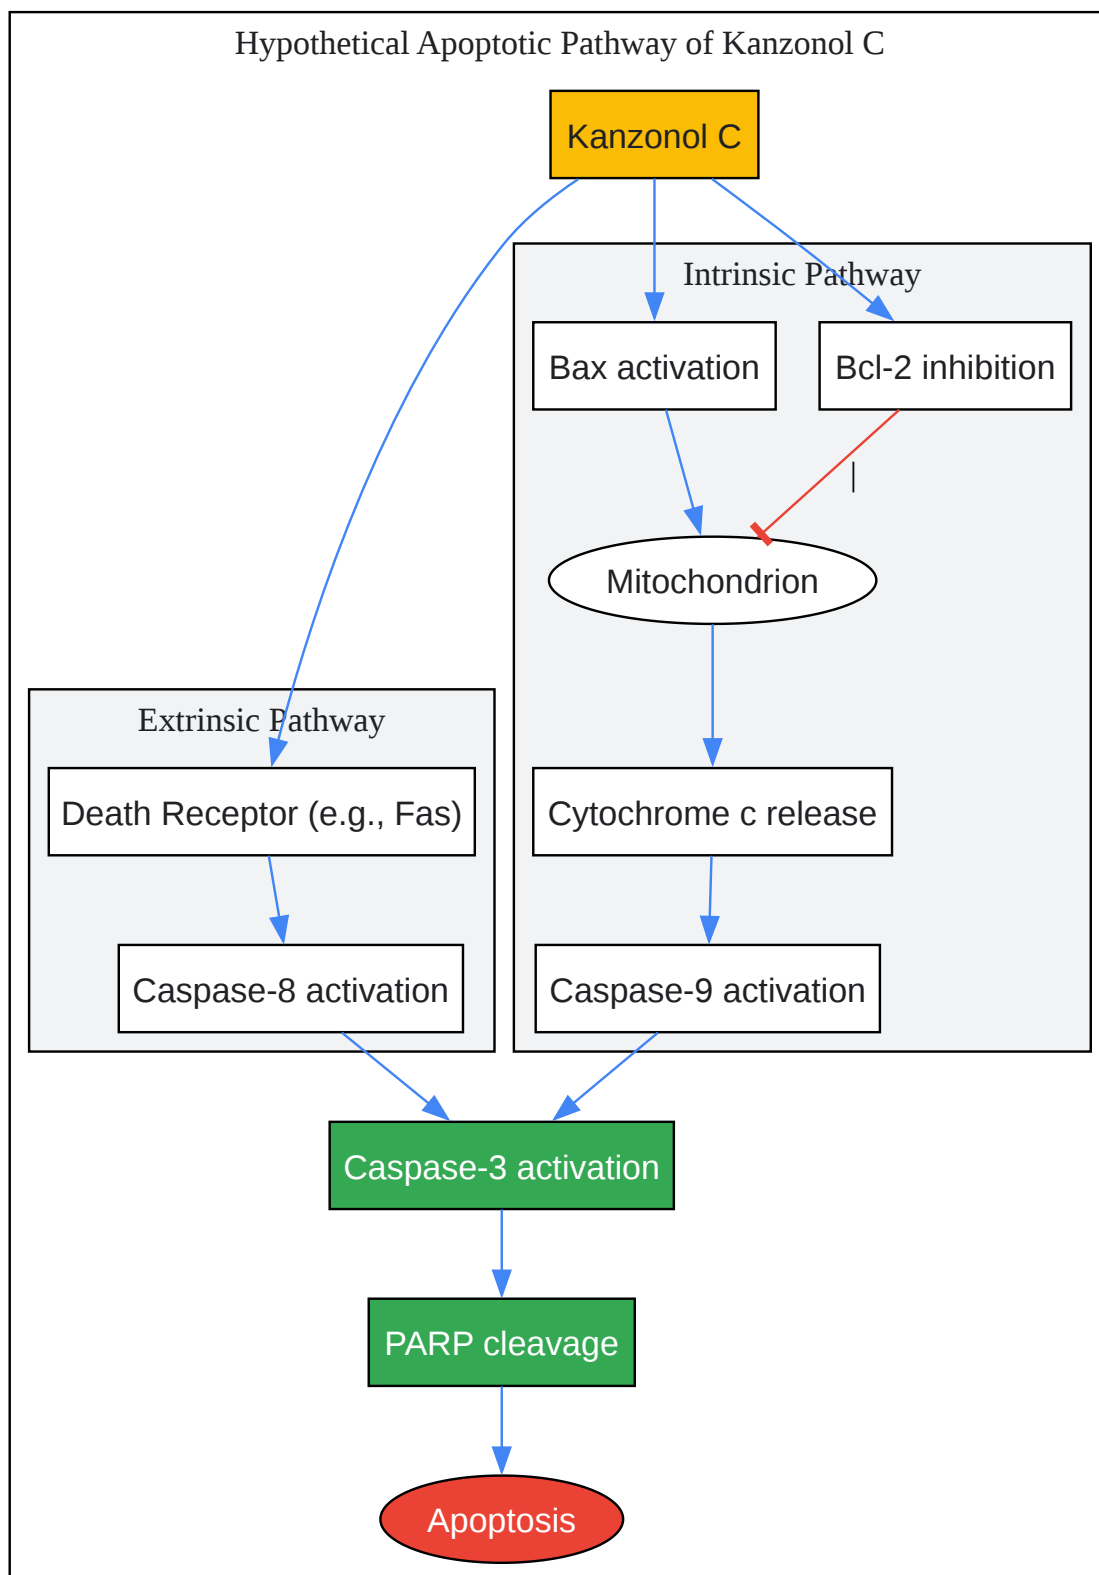 Hypothetical Apoptotic Pathway of Kanzonol C
Kanzonol C
Intrinsic Pathway
Bax activation
Bcl-2 inhibition
|
Mitochondrion
Extrinsic Pathway
Death Receptor (e.g., Fas)
Cytochrome c release
Caspase-8 activation
Caspase-9 activation
Caspase-3 activation
PARP cleavage
Apoptosis